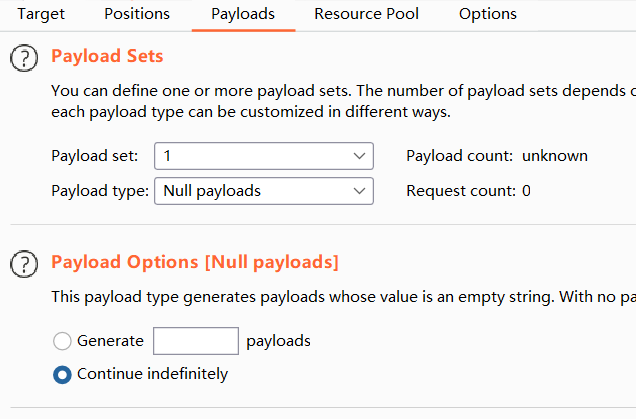 Target Positions Payloads Resource Pool Options
? Payload Sets
You can define one or more payload sets. The number of payload sets depends
each payload type can be customized in different ways.
Payload set: 1 Payload count: unknown
Payload type: Null payloads Request count: 0
? Payload Options [Null payloads]
This payload type generates payloads whose value is an empty string. With no
Generate payloads
Continue indefinitely